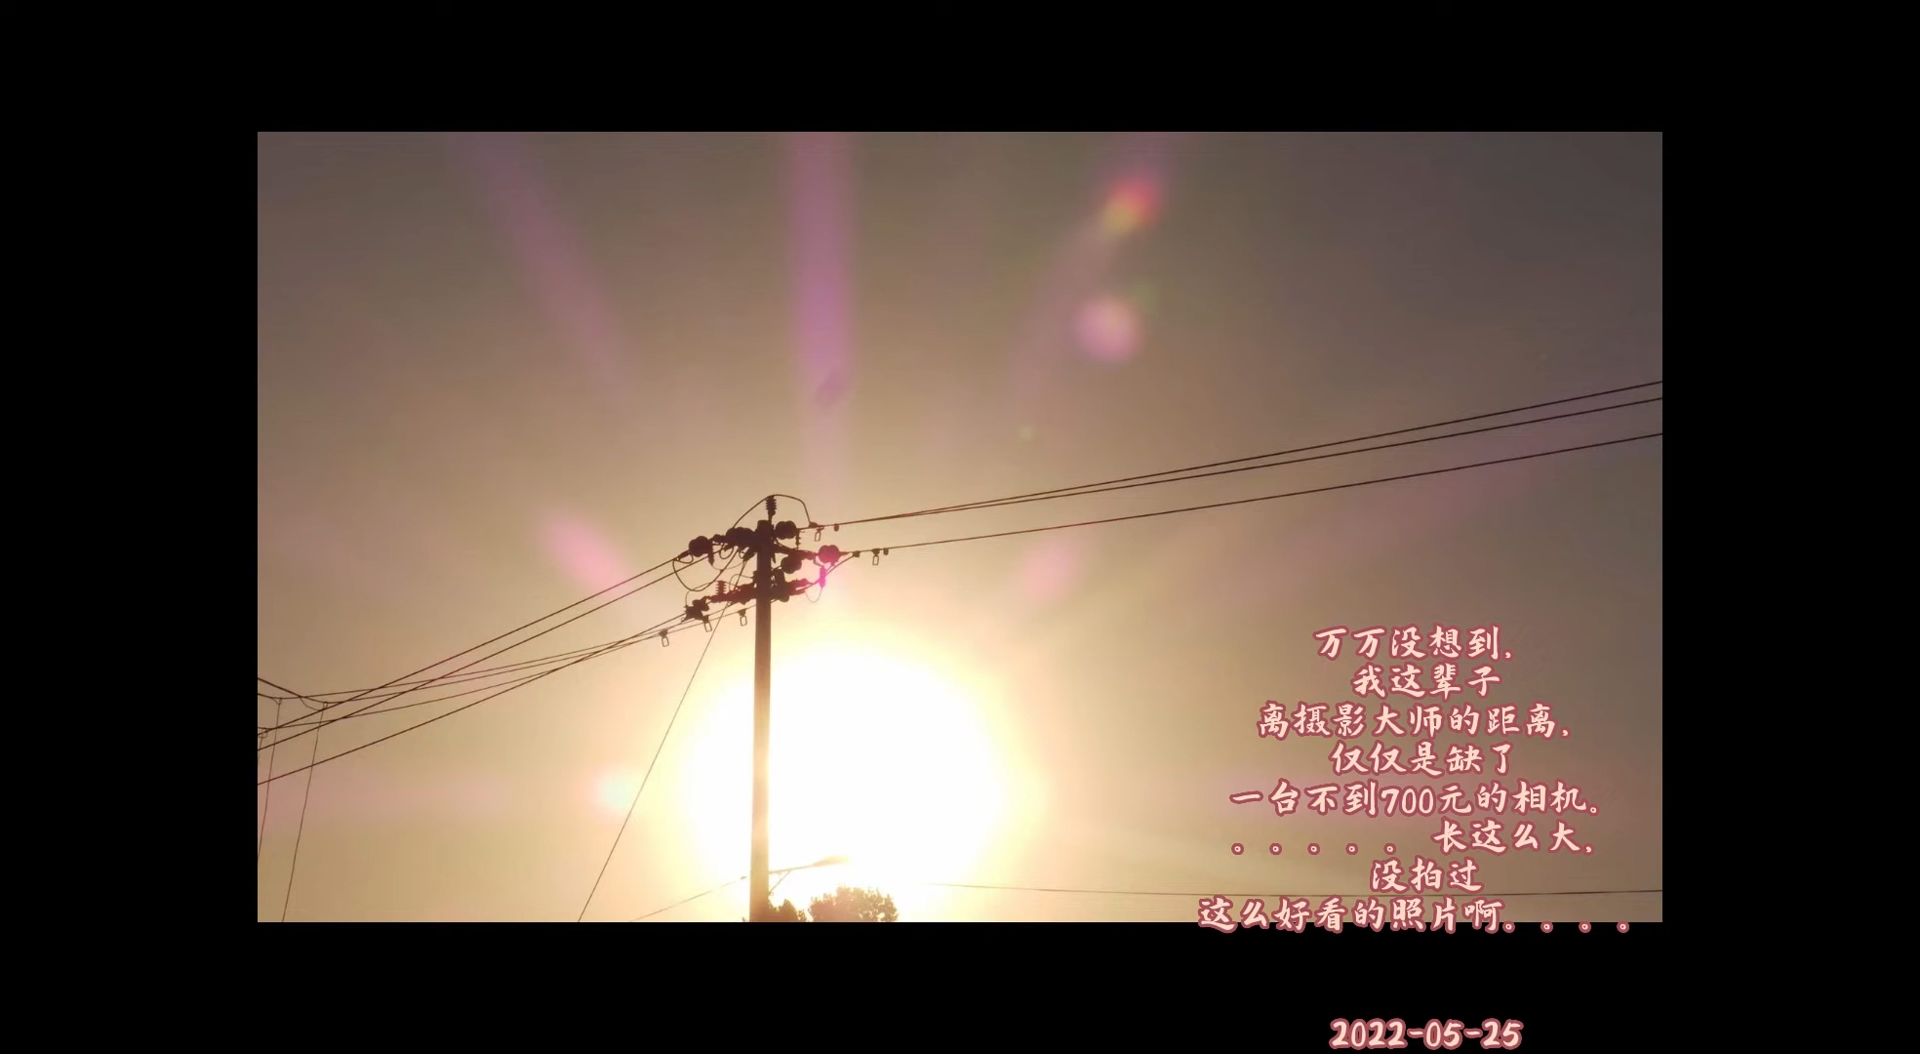 万万没想到,
我这辈子
离摄影大师的距离,
仅仅是缺了
一台不到700元的相机。
。。。。。 长这么大,
没拍过
这么好看的照片啊。。。。
2022-05-25